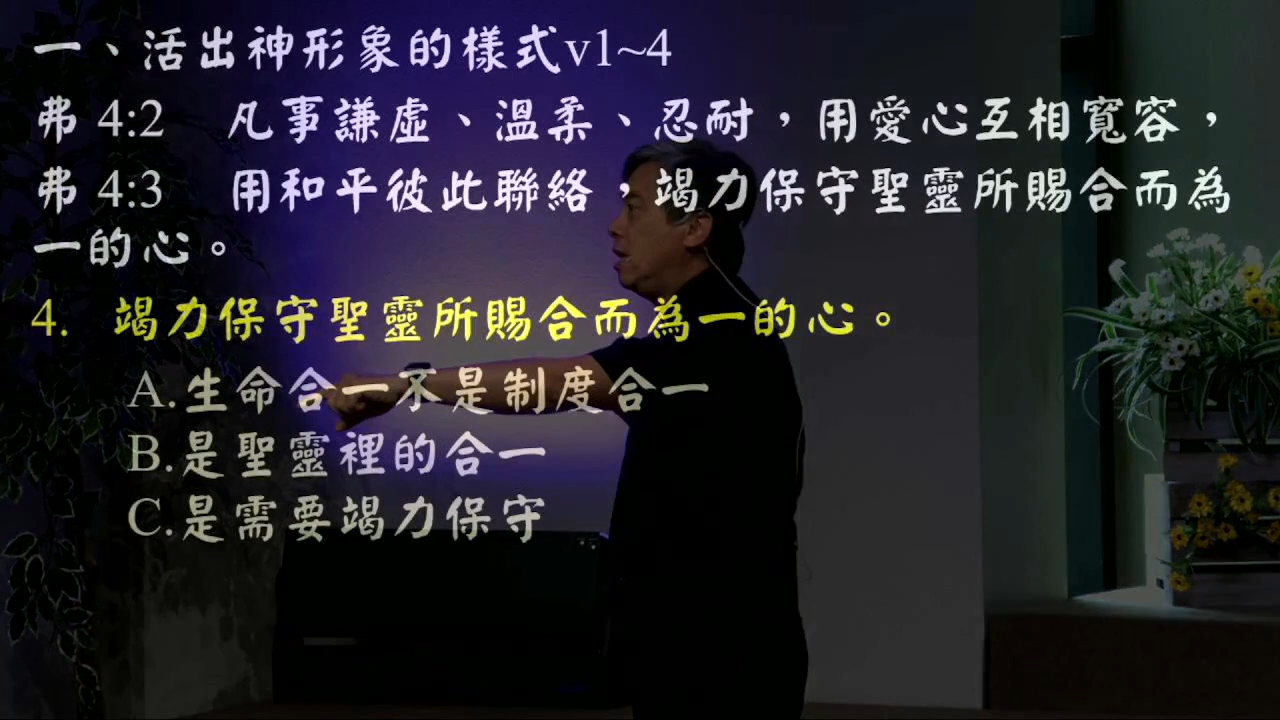 一、活出神形象的樣式v1~4
弗 4:2 凡事謙虛、溫柔、忍耐，用愛心互相寬容，
弗 4:3 用和平彼此聯絡，竭力保守聖靈所賜合而為
一的心。
4. 竭力保守聖靈所賜合而為一的心。
A.生命合一不是制度合一
B.是聖靈裡的合一
C.是需要竭力保守